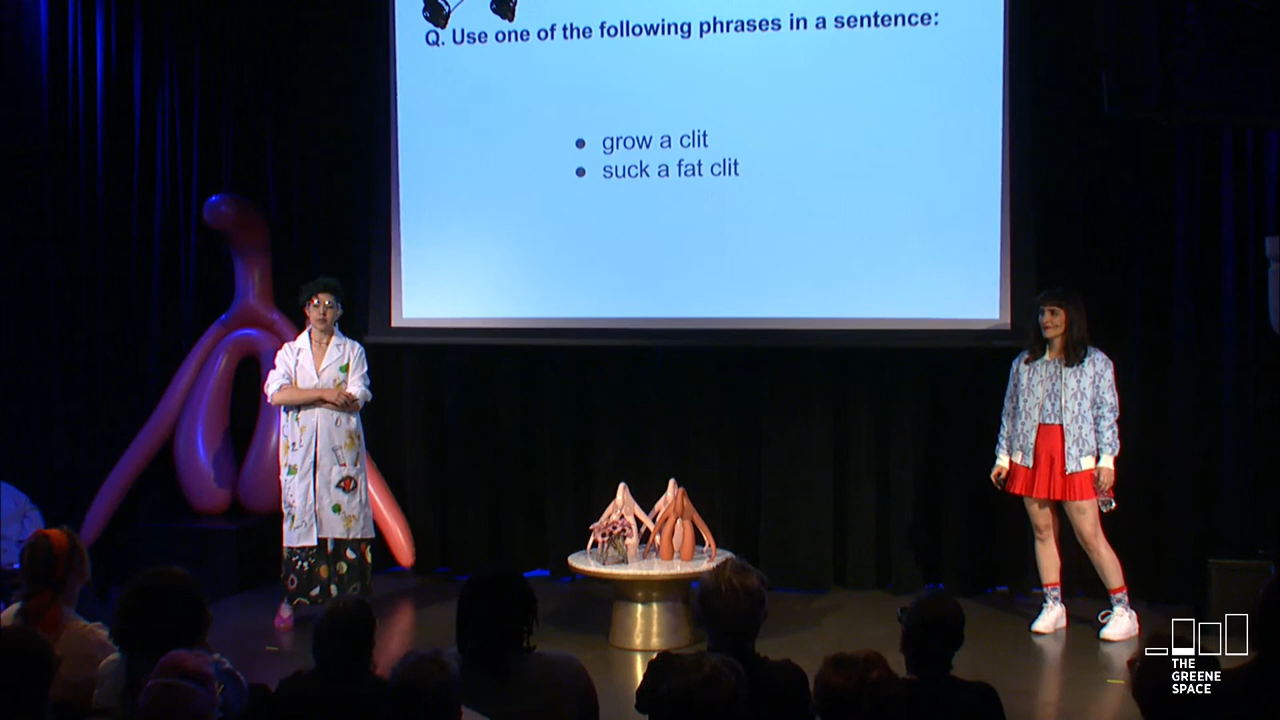 Q. Use one of the following phrases in a sentence:
grow a clit
suck a fat clit
THE
GREENE
SPACE